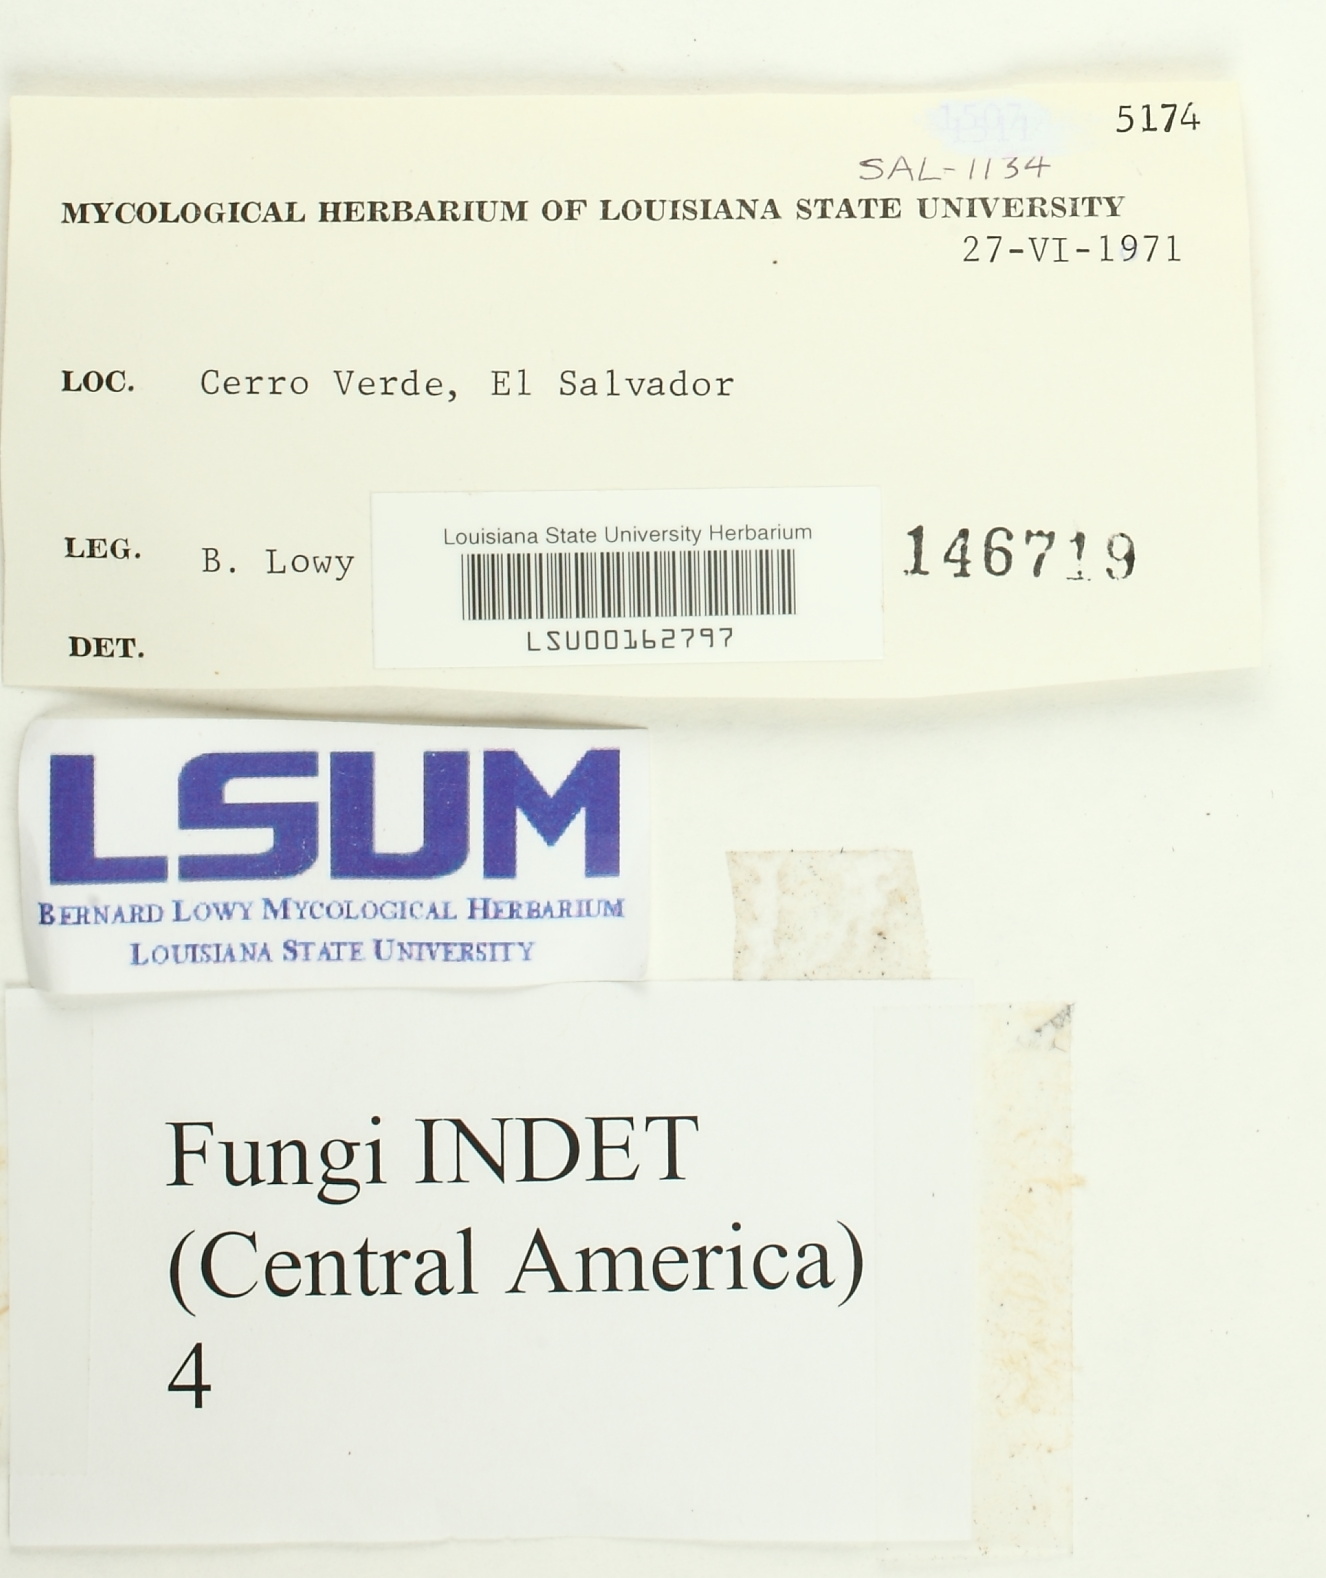 5174
SAL-1134
MYCOLOGICAL HERBARIUM OF LOUISIANA STATE UNIVERSITY
27-VI-1971
LOC. Cerro Verde, El Salvador
LEG. B. Lowy
Louisiana State University Herbarium
LSU00162797
146719
DET.
LSUM
BERNARD LOWY MYCOLOGICAL HERBARIUM
LOUISIANA STATE UNIVERSITY
Fungi INDET
(Central America)
4